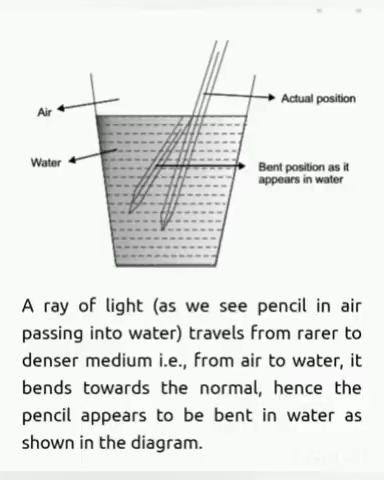 Air
Actual position
Water
Bent position as it
appears in water
A ray of light (as we see pencil in air
passing into water) travels from rarer to
denser medium i.e., from air to water, it
bends towards the normal, hence the
pencil appears to be bent in water as
shown in the diagram.